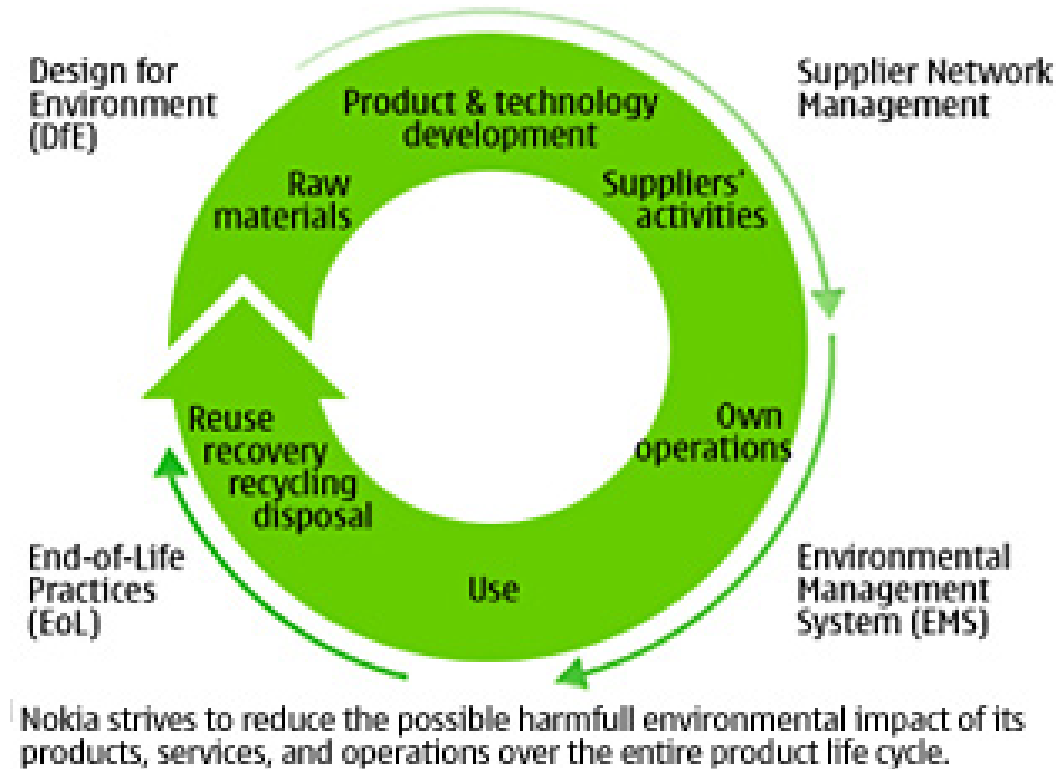 Design for
Environment
(DfE)
Supplier Network
Management
Product & technology
development
Raw
materials
Suppliers'
activities
Own
operations
Reuse
recovery
recycling
disposal
Use
End-of-Life
Practices
(EoL)
Environmental
Management
System (EMS)
Nokia strives to reduce the possible harmfull environmental impact of its
products, services, and operations over the entire product life cycle.